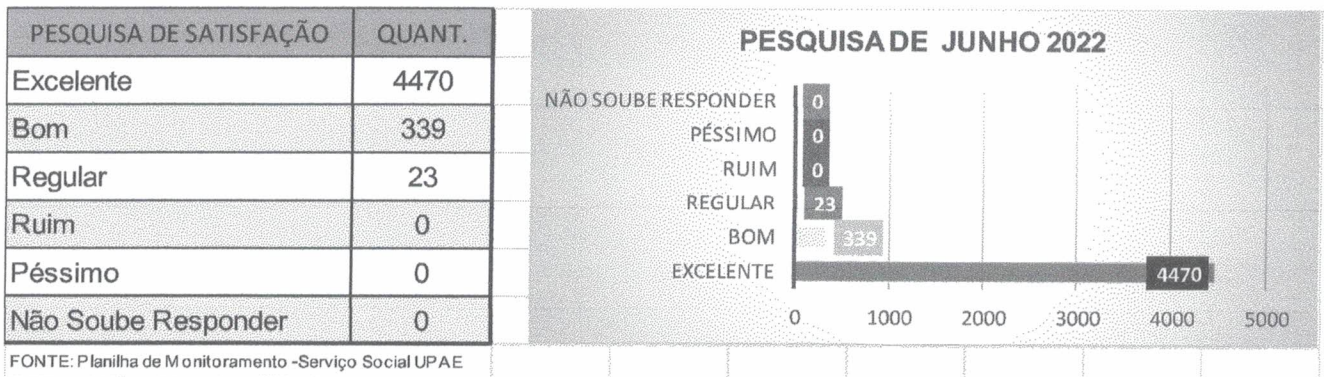 PESQUISA DE SATISFAÇÃO QUANT.
Excelente 4470
Bom 339
Regular 23
Ruim 0
Péssimo 0
Não Soube Responder 0
FONTE: Planilha de Monitoramento -Serviço Social UPAE
PESQUISA DE JUNHO 2022
NÃO SOUBE RESPONDER 0
PÉSSIMO 0
RUIM 0
REGULAR 23
BOM 339
EXCELENTE 4470
0 1000 2000 3000 4000 5000